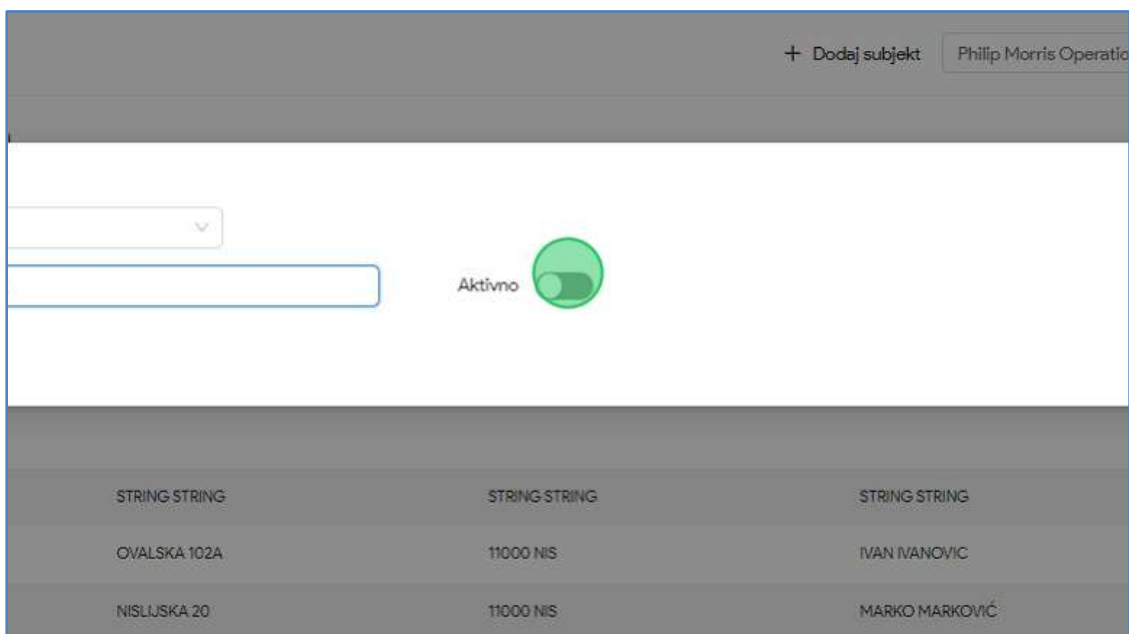 + Dodaj subjekt Philip Morris Operatio
Aktivno
STRING STRING STRING STRING STRING STRING
OVALSKA 102A 11000 NIS IVAN IVANOVIC
NISLIJSKA 20 11000 NIS MARKO MARKOVIĆ